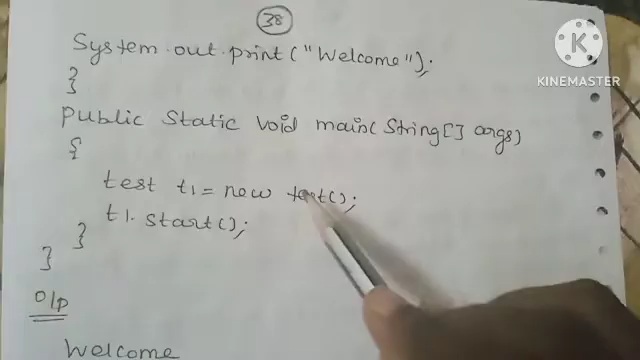 38
System.out.print("Welcome");
}
public static void main(String[] args)
{
test t1 = new test();
t1.start();
}
}
O/p
Welcome
K
KINEMASTER